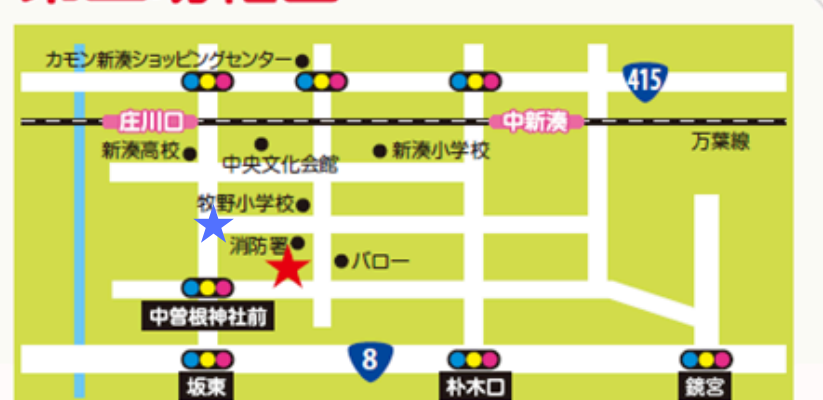 カモン新湊ショッピングセンター
415
庄川口
中新湊
万葉線
新湊高校
中央文化会館
新湊小学校
牧野小学校
消防署
バロー
中曽根神社前
8
坂東
朴木口
鏡宮